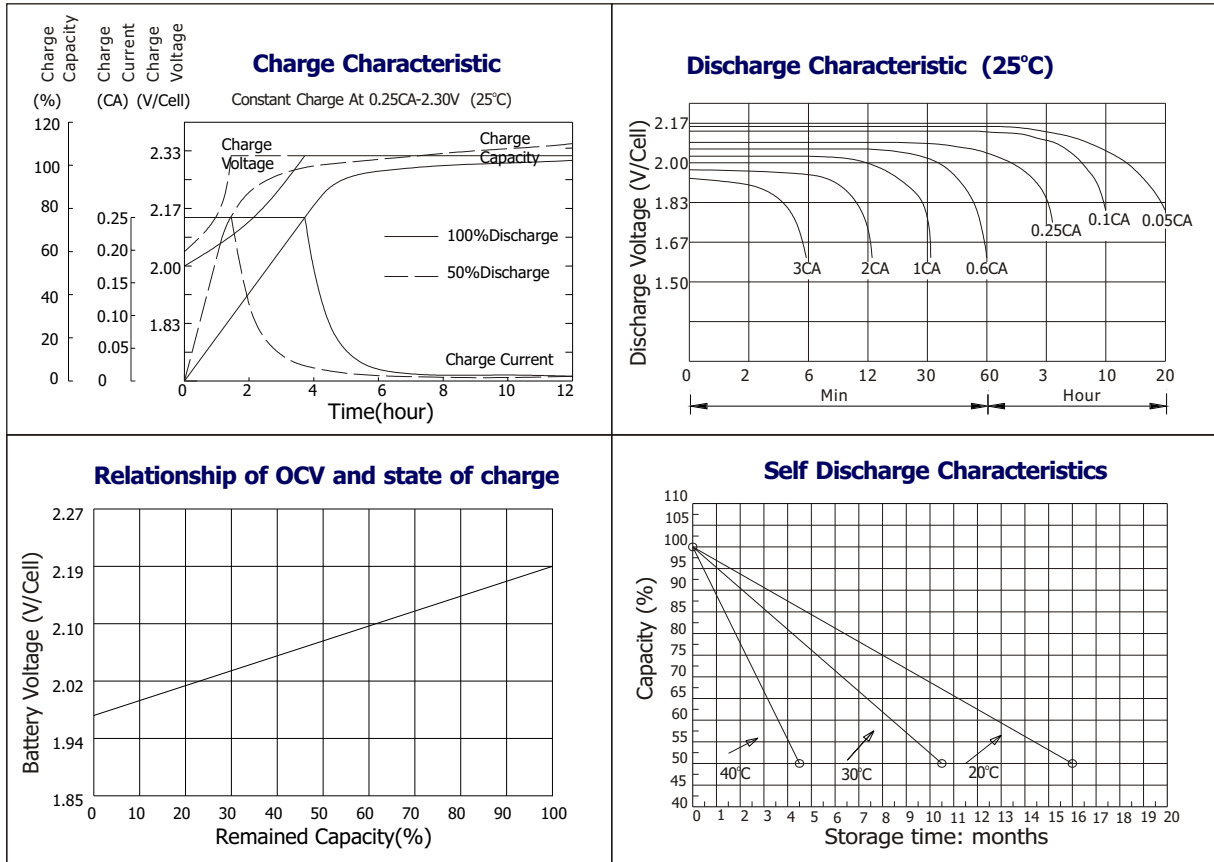 Charge Capacity
Charge Current
Charge Voltage
(%)
(CA)
(V/Cell)
Charge Characteristic
Constant Charge At 0.25CA-2.30V (25°C)
120
100
80
60
40
20
0
0.25
0.20
0.15
0.10
0.05
0
2.33
2.17
2.00
1.83
Charge
Voltage
Charge
Capacity
100%Discharge
50%Discharge
Charge Current
0 2 4 6 8 10 12
Time(hour)
Discharge Characteristic (25°C)
Discharge Voltage (V/Cell)
2.17
2.00
1.83
1.67
1.50
3CA 2CA 1CA 0.6CA 0.25CA 0.1CA 0.05CA
0 2 6 12 30 60 3 10 20
Min Hour
Relationship of OCV and state of charge
Battery Voltage (V/Cell)
2.27
2.19
2.10
2.02
1.94
1.85
0 10 20 30 40 50 60 70 80 90 100
Remained Capacity(%)
Self Discharge Characteristics
Capacity (%)
110
105
100
95
90
85
80
75
70
65
60
55
50
45
40
40°C 30°C 20°C
0 1 2 3 4 5 6 7 8 9 10 11 12 13 14 15 16 17 18 19 20
Storage time: months